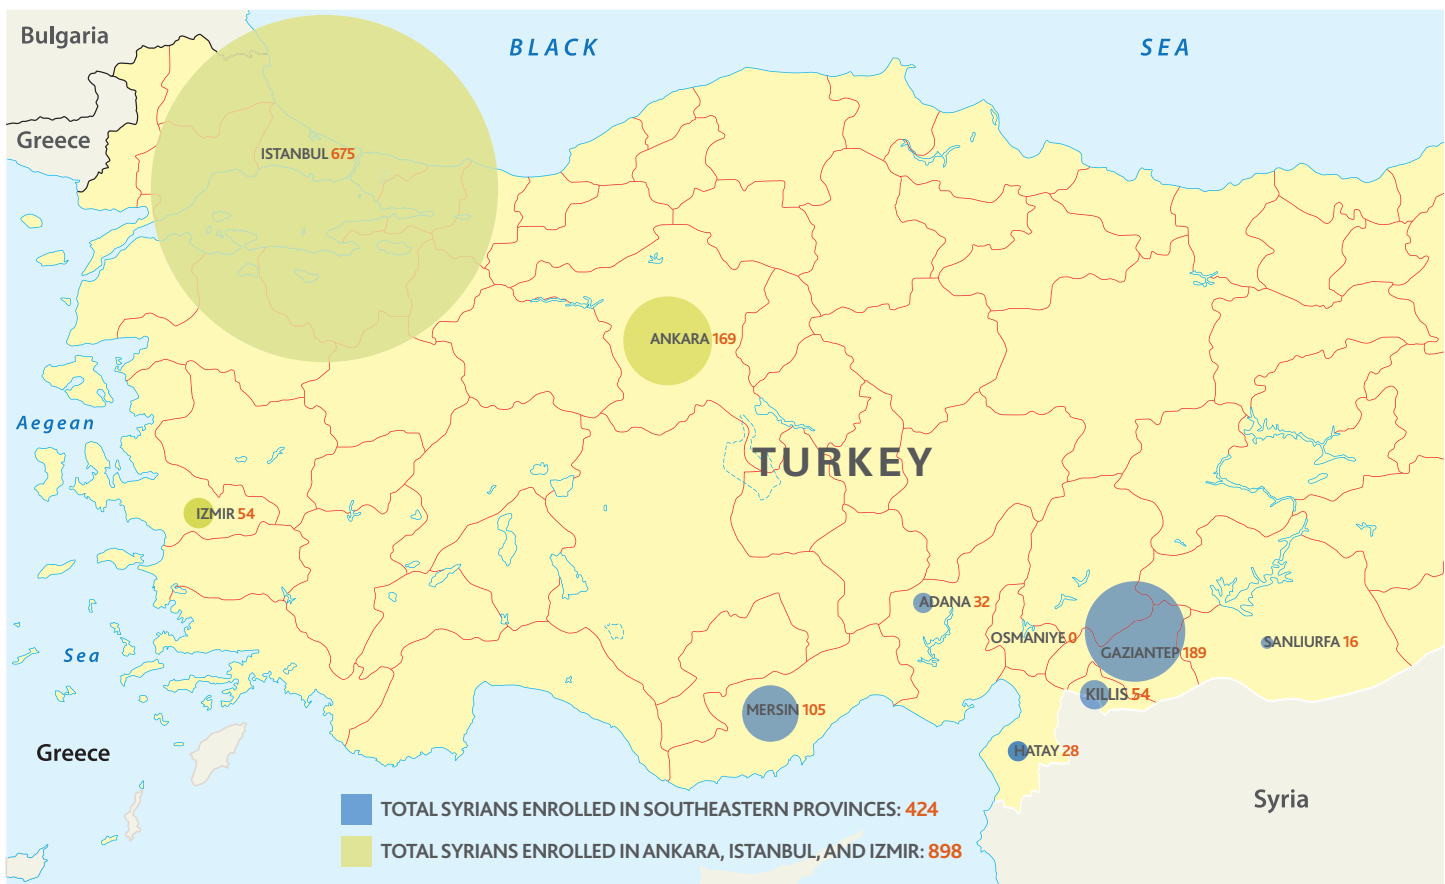 Bulgaria
BLACK SEA
Greece
ISTANBUL 675
ANKARA 169
Aegean
TURKEY
IZMIR 54
ADANA 32
OSMANIYE 0
SANLIURFA 16
GAZIANTEP 189
Sea
KILLIS 54
MERSIN 105
HATAY 28
Greece
Syria
TOTAL SYRIANS ENROLLED IN SOUTHEASTERN PROVINCES: 424
TOTAL SYRIANS ENROLLED IN ANKARA, ISTANBUL, AND IZMIR: 898